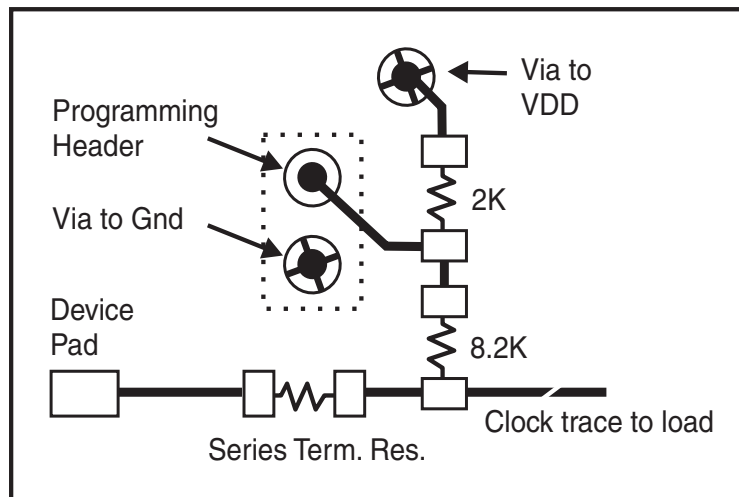 Via to
VDD
Programming
Header
2K
Via to Gnd
Device
Pad
8.2K
Clock trace to load
Series Term. Res.